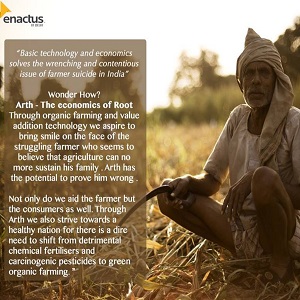 enactus
"Basic technology and economics
solves the wrenching and contentious
issue of farmer suicide in India"
Wonder How?
Arth - The economics of Root
Through organic farming and value
addition technology we aspire to
bring smile on the face of the
struggling farmer who seems to
believe that agriculture can no
more sustain his family . Arth has
the potential to prove him wrong .
Not only do we aid the farmer but
the consumers as well. Through
Arth we also strive towards a
healthy nation for there is a dire
need to shift from detrimental
chemical fertilisers and
carcinogenic pesticides to green
organic farming. "